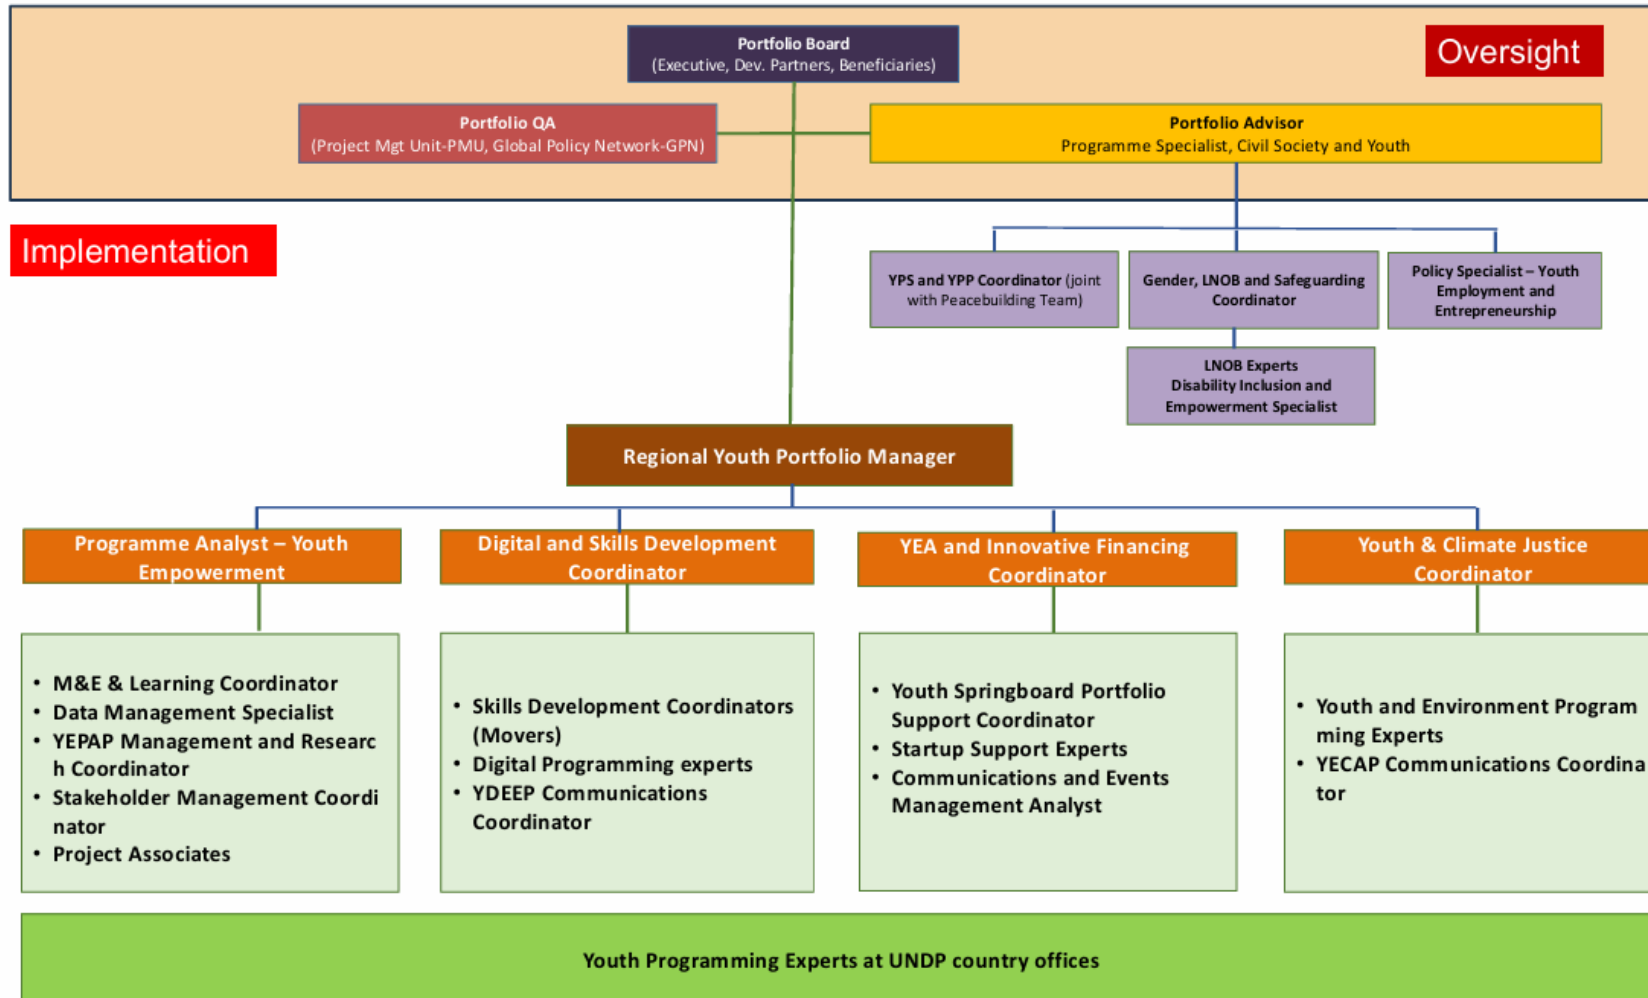 Portfolio Board
(Executive, Dev. Partners, Beneficiaries)
Oversight
Portfolio QA
(Project Mgt Unit-PMU, Global Policy Network-GPN)
Portfolio Advisor
Programme Specialist, Civil Society and Youth
Implementation
YPS and YPP Coordinator (joint
with Peacebuilding Team)
Gender, LNOB and Safeguarding
Coordinator
Policy Specialist – Youth
Employment and
Entrepreneurship
LNOB Experts
Disability Inclusion and
Empowerment Specialist
Regional Youth Portfolio Manager
Programme Analyst – Youth
Empowerment
Digital and Skills Development
Coordinator
YEA and Innovative Financing
Coordinator
Youth & Climate Justice
Coordinator
• M&E & Learning Coordinator
• Data Management Specialist
• YEPAP Management and Researc
h Coordinator
• Stakeholder Management Coordi
nator
• Project Associates
• Skills Development Coordinators
(Movers)
• Digital Programming experts
• YDEEP Communications
Coordinator
• Youth Springboard Portfolio
Support Coordinator
• Startup Support Experts
• Communications and Events
Management Analyst
• Youth and Environment Program
ming Experts
• YECAP Communications Coordina
tor
Youth Programming Experts at UNDP country offices